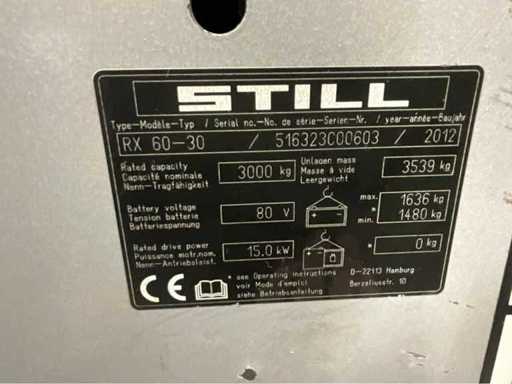 STILL
Type-Modèle-Typ / Serial no.-No. de série-Serien-Nr. / year-année-Baujahr
RX 60-30 / 516323C00603 / 2012
Rated capacity
Capacité nominale
Nenn-Tragfähigkeit
3000 kg
Unladen mass
Masse à vide
Leergewicht
3539 kg
Battery voltage
Tension batterie
Batteriespannung
80 V
max. 1636 kg
*
min. * 1480 kg
Rated drive power
Puissance motr.nom.
Nenn-Antriebsleist.
15.0 kW
* 0 kg
* see Operating instructions
voir Mode d'emploi
siehe Betriebsanleitung
D-22113 Hamburg
Berzeliusstr. 10
CE